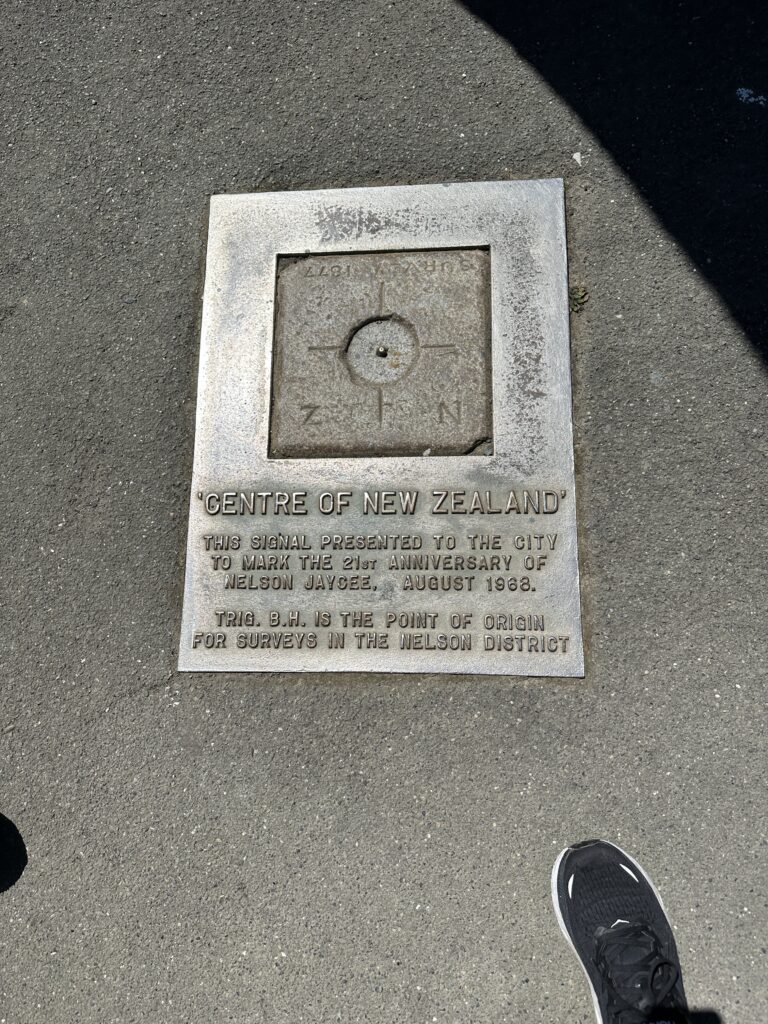 Z N
'CENTRE OF NEW ZEALAND'
THIS SIGNAL PRESENTED TO THE CITY
TO MARK THE 21ST ANNIVERSARY OF
NELSON JAYCEE, AUGUST 1968.
TRIG. B.H. IS THE POINT OF ORIGIN
FOR SURVEYS IN THE NELSON DISTRICT